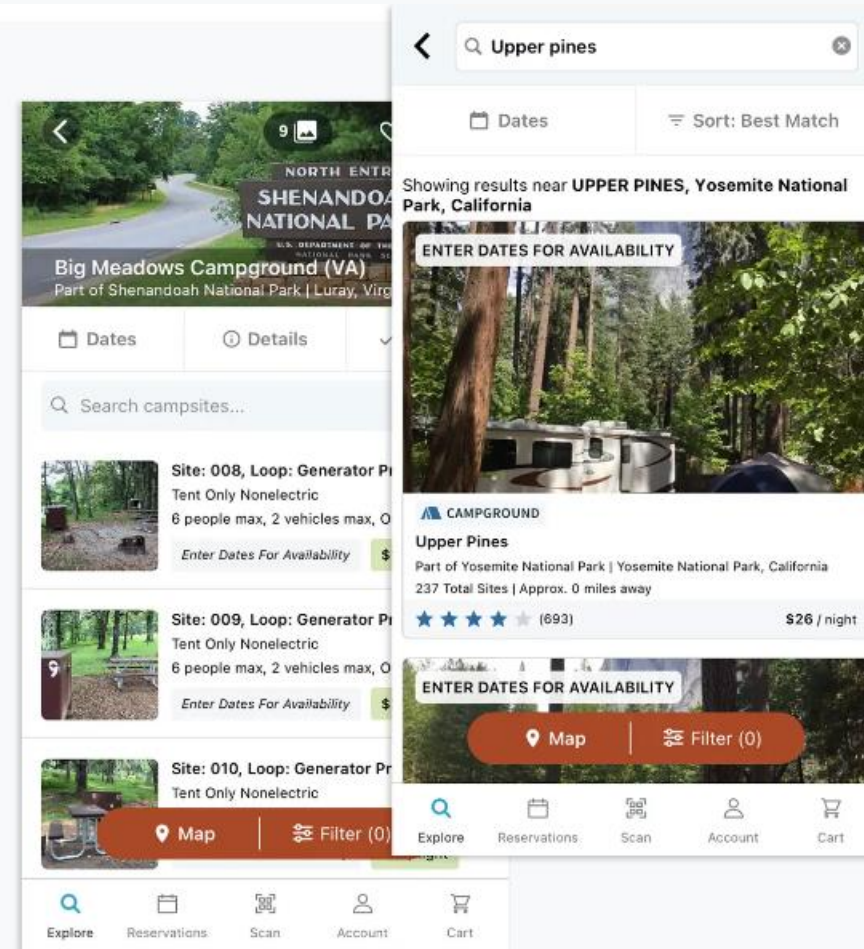 9
NORTH ENTR
SHENANDOA
NATIONAL PA
U.S. DEPARTMENT OF THE
Big Meadows Campground (VA)
Part of Shenandoah National Park | Luray, Virg
Dates
Details
Search campsites...
Site: 008, Loop: Generator Pr
Tent Only Nonelectric
6 people max, 2 vehicles max, O
Enter Dates For Availability
$
Site: 009, Loop: Generator Pr
Tent Only Nonelectric
6 people max, 2 vehicles max, O
Enter Dates For Availability
$
Site: 010, Loop: Generator Pr
Tent Only Nonelectric
Map
Filter (0)
Explore
Reservations
Scan
Account
Cart
Upper pines
Dates
Sort: Best Match
Showing results near UPPER PINES, Yosemite National
Park, California
ENTER DATES FOR AVAILABILITY
CAMPGROUND
Upper Pines
Part of Yosemite National Park | Yosemite National Park, California
237 Total Sites | Approx. 0 miles away
(693)
$26 / night
ENTER DATES FOR AVAILABILITY
Map
Filter (0)
Explore
Reservations
Scan
Account
Cart